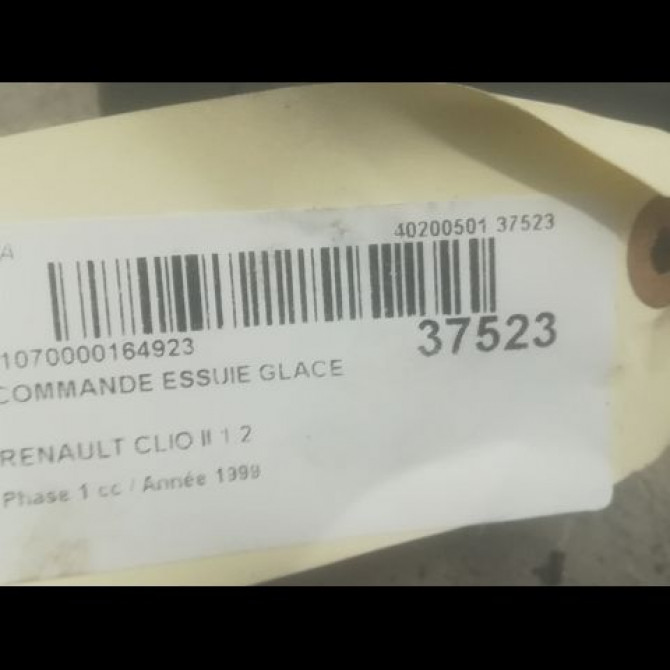 A
40200501 37523
1070000164923
37523
COMMANDE ESSUIE GLACE
RENAULT CLIO II 1 2
Phase 1 cc / Année 1999